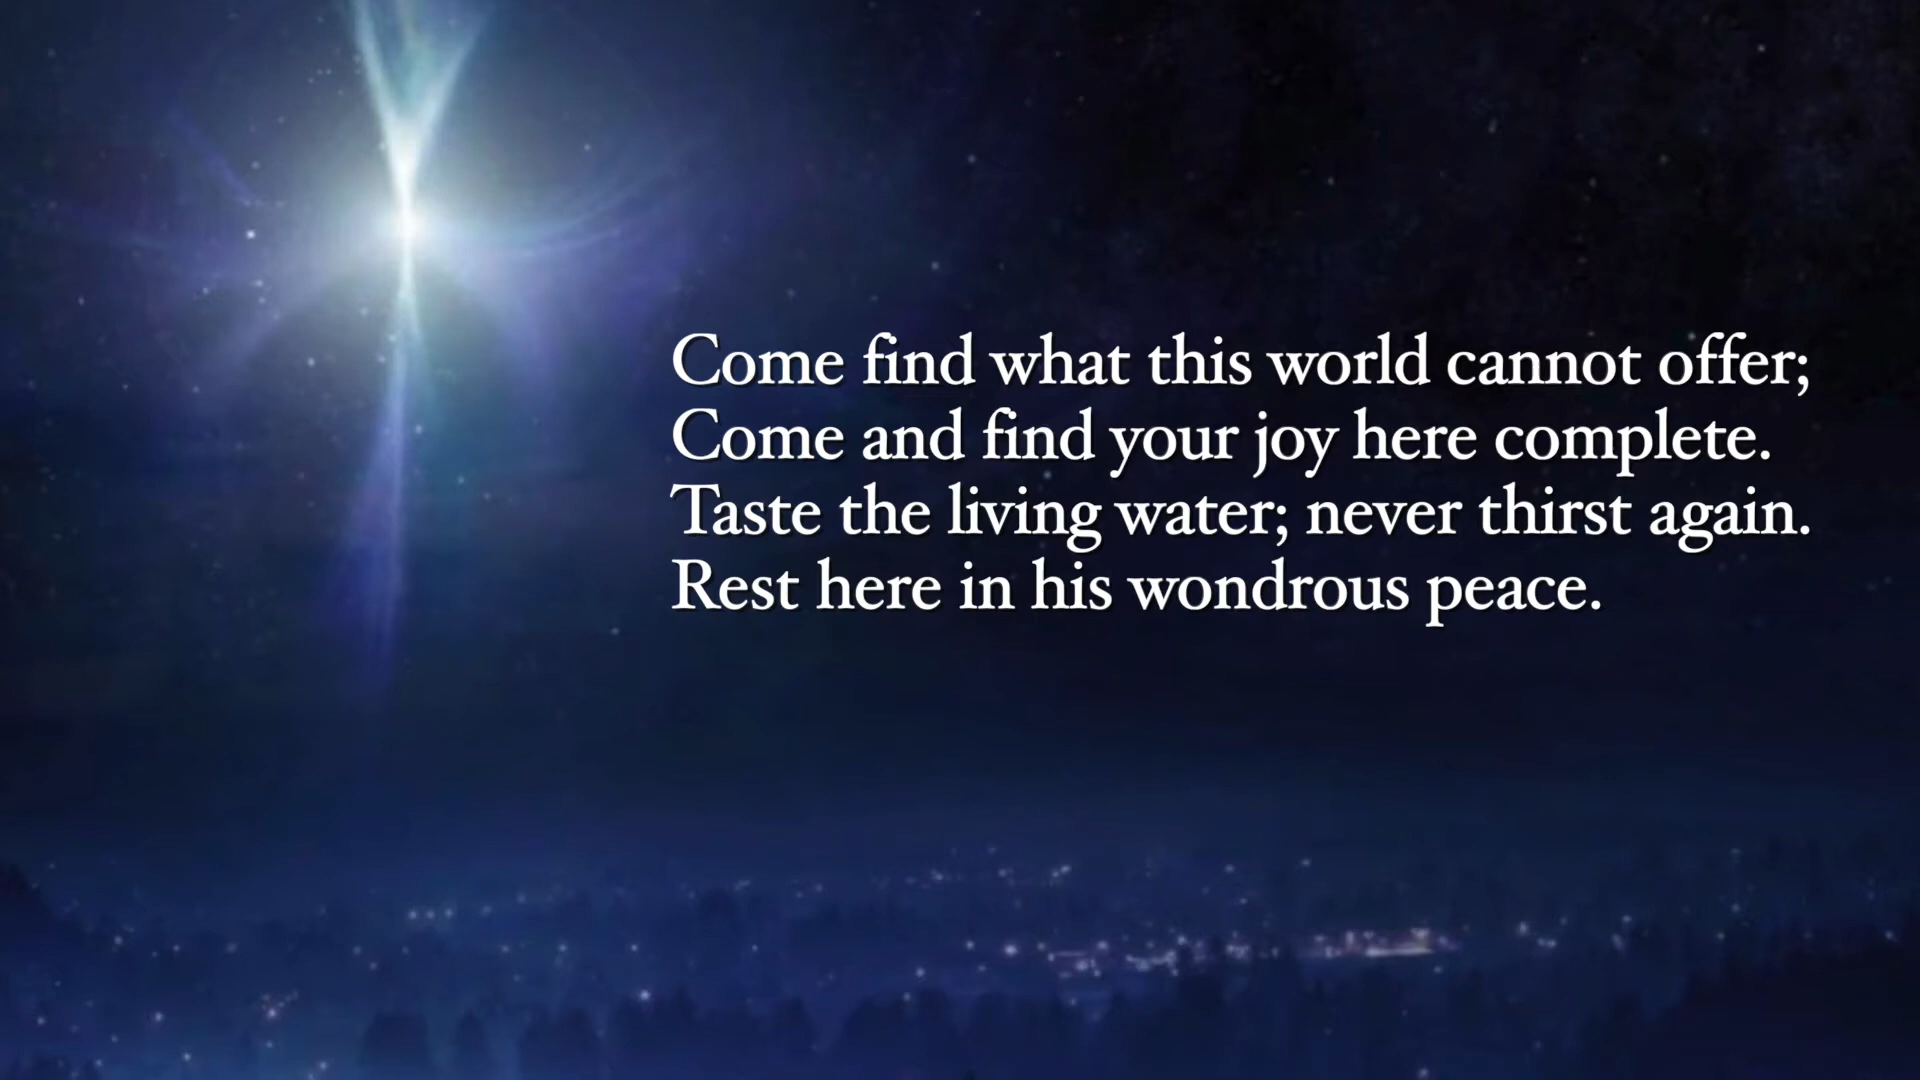 Come find what this world cannot offer;
Come and find your joy here complete.
Taste the living water; never thirst again.
Rest here in his wondrous peace.